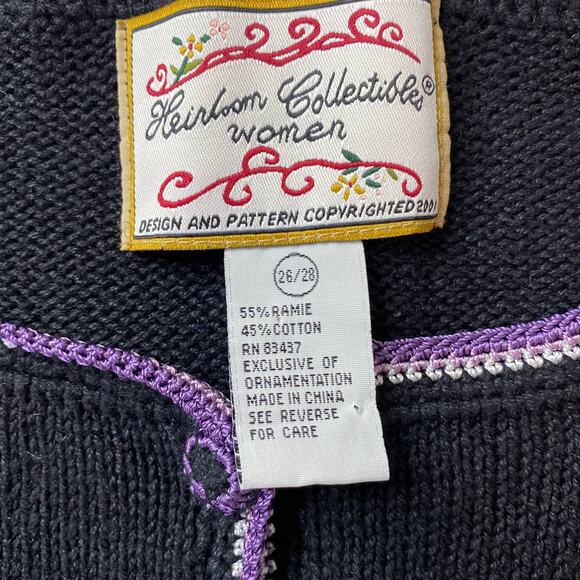 Heirloom Collectibles®
women
DESIGN AND PATTERN COPYRIGHTED 2001
26/28
55% RAMIE
45% COTTON
RN 83437
EXCLUSIVE OF
ORNAMENTATION
MADE IN CHINA
SEE REVERSE
FOR CARE